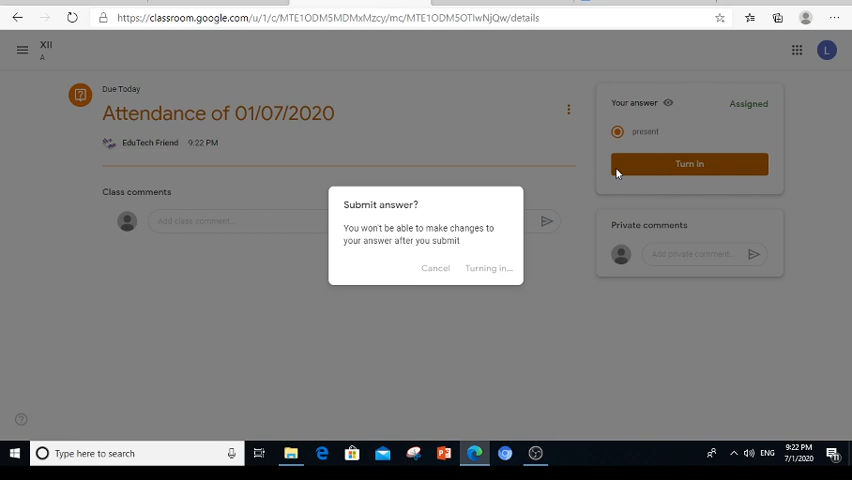 https://classroom.google.com/u/1/c/MTE1ODM5MDMxMzcy/mc/MTE1ODM5OTIwNjQw/details
XII
A
L
Due Today
Attendance of 01/07/2020
EduTech Friend 9:22 PM
Class comments
Add class comment...
Your answer Assigned
present
Turn in
Private comments
Add private comment...
Submit answer?
You won't be able to make changes to
your answer after you submit
Cancel Turning in...
Type here to search
ENG
9:22 PM
7/1/2020